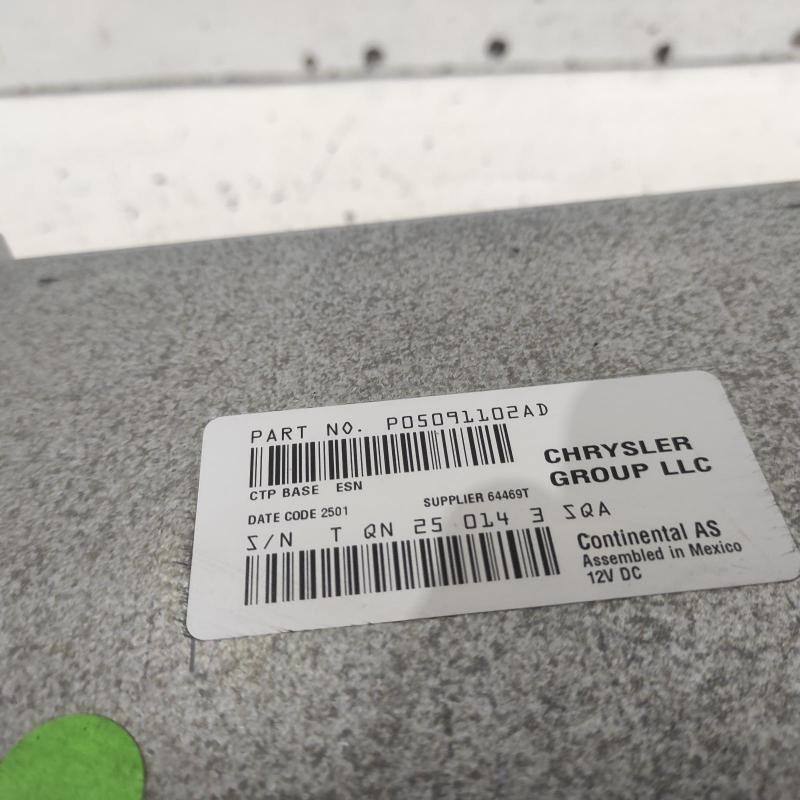 PART NO. P05091102AD
CTP BASE ESN
CHRYSLER
GROUP LLC
DATE CODE 2501
SUPPLIER 64469T
S/N T QN 25 014 3 SQA
Continental AS
Assembled in Mexico
12V DC